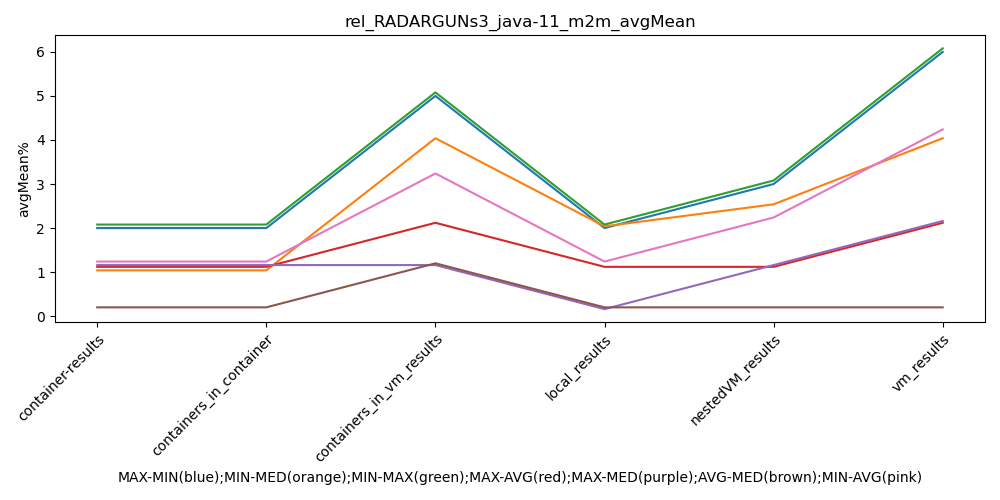 rel_RADARGUNs3_java-11_m2m_avgMean
avgMean%
6
5
4
3
2
1
0
container-results
containers_in_container
containers_in_vm_results
local_results
nestedVM_results
vm_results
MAX-MIN(blue);MIN-MED(orange);MIN-MAX(green);MAX-AVG(red);MAX-MED(purple);AVG-MED(brown);MIN-AVG(pink)